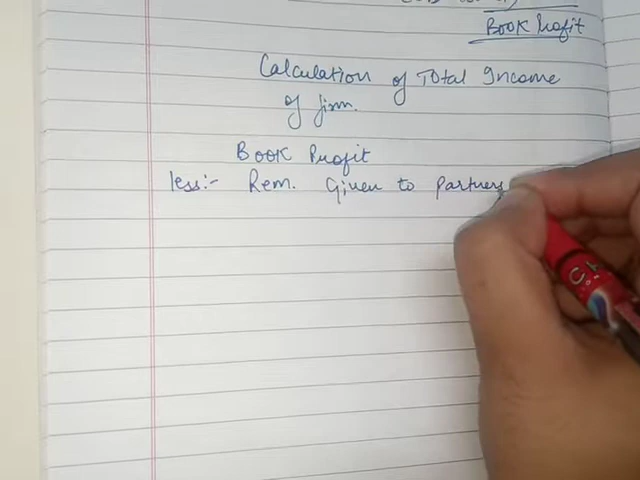 Book Profit
Calculation of Total Income
of firm.
Book Profit
less:- Rem. Given to partners